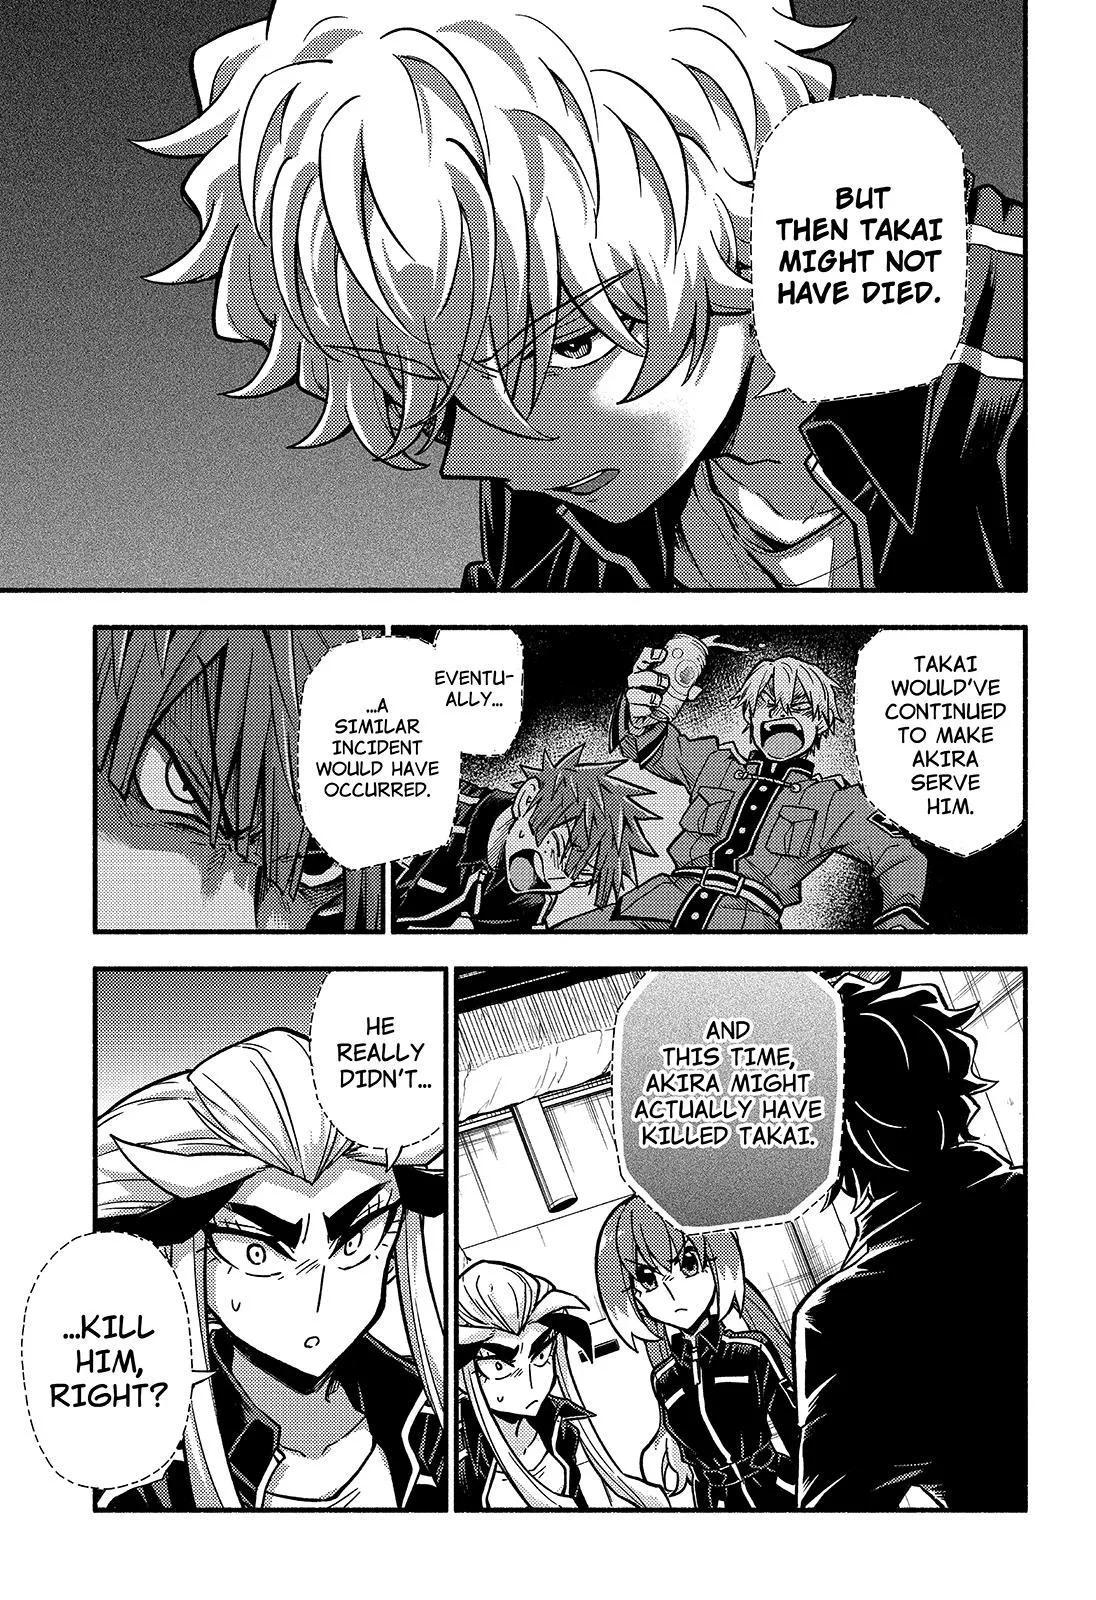 BUT
THEN TAKAI
MIGHT NOT
HAVE DIED.
TAKAI
WOULD'VE
CONTINUED
TO MAKE
AKIRA
SERVE
HIM.
EVENTU-
ALLY...
...A
SIMILAR
INCIDENT
WOULD HAVE
OCCURRED.
AND
THIS TIME,
AKIRA MIGHT
ACTUALLY HAVE
KILLED TAKAI.
HE
REALLY
DIDN'T...
...KILL
HIM,
RIGHT?